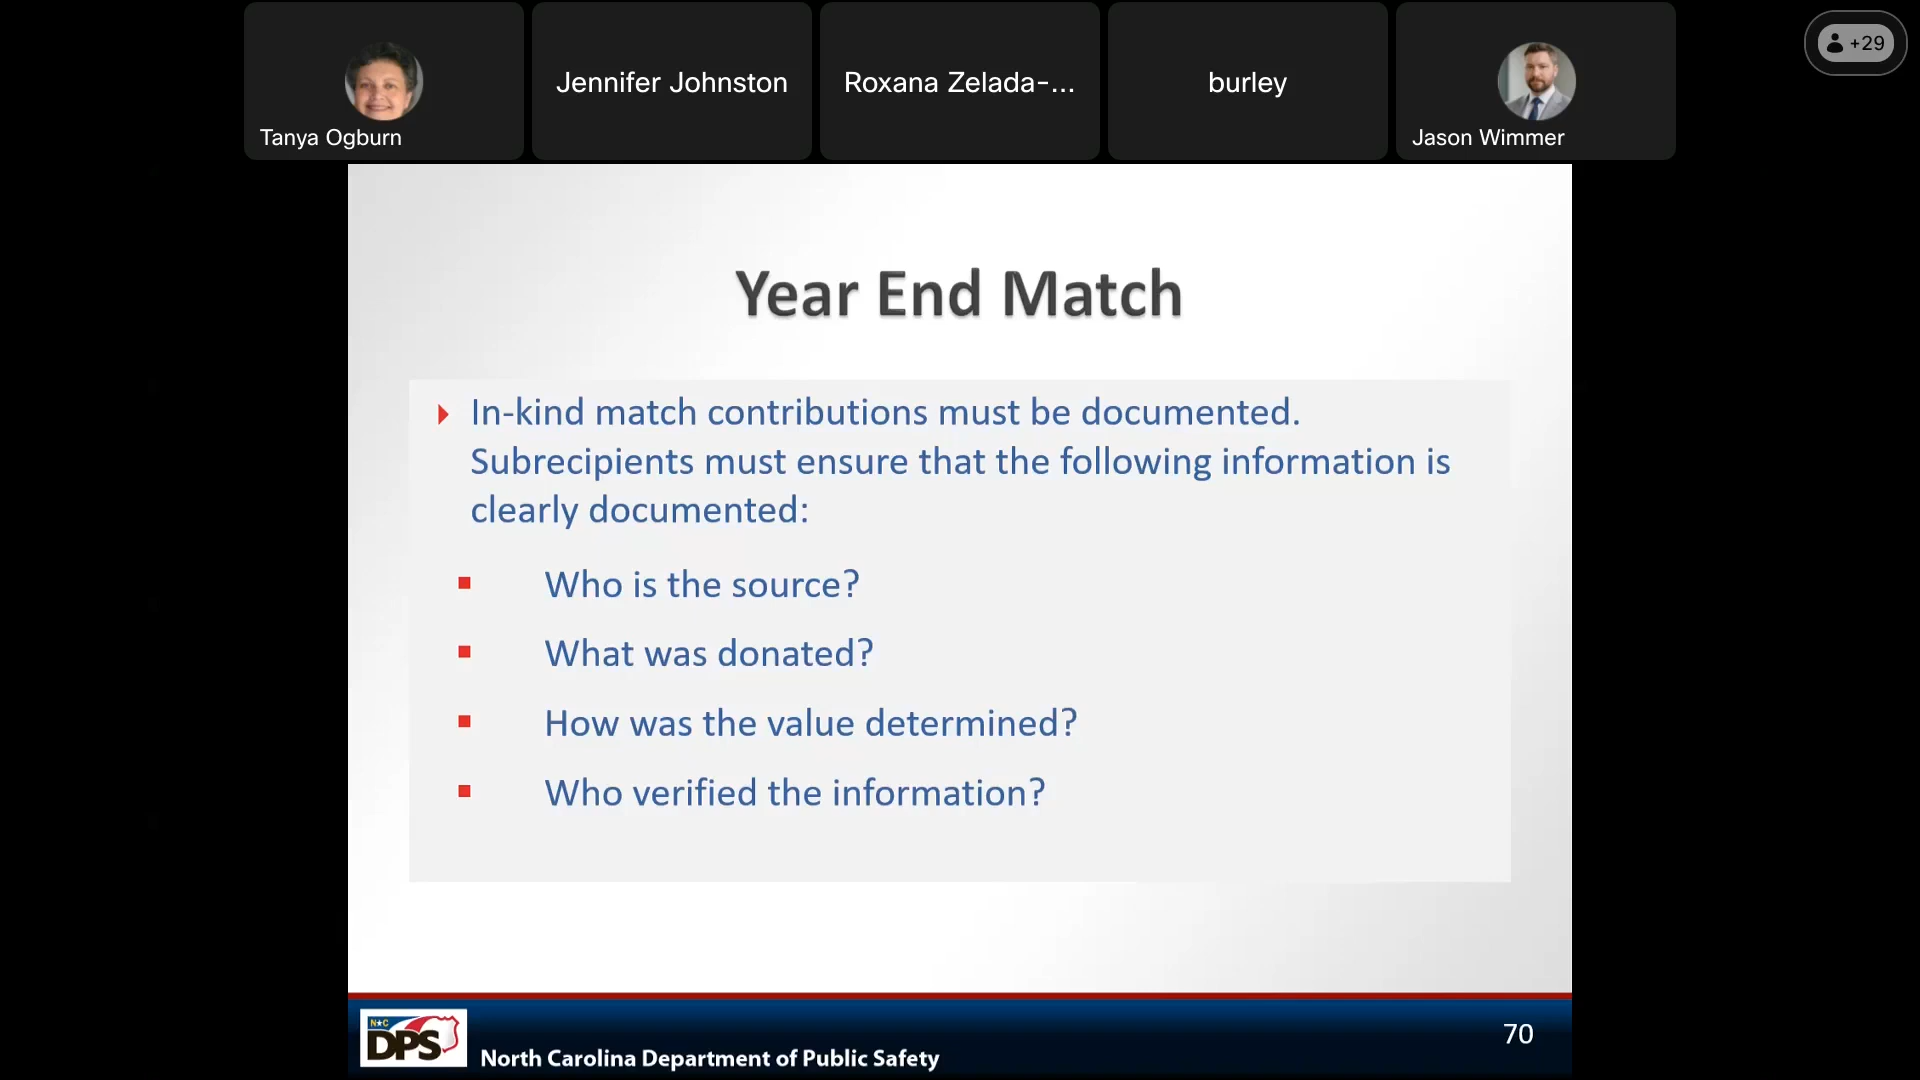 Tanya Ogburn
Jennifer Johnston
Roxana Zelada-...
burley
Jason Wimmer
+29
Year End Match
In-kind match contributions must be documented.
Subrecipients must ensure that the following information is
clearly documented:
Who is the source?
What was donated?
How was the value determined?
Who verified the information?
N★C
DPS
North Carolina Department of Public Safety
70